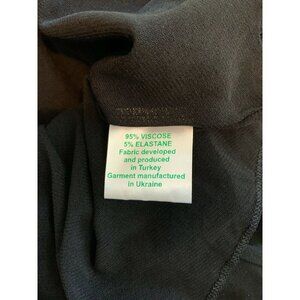 95% VISCOSE
5% ELASTANE
Fabric developed
and produced
in Turkey
Garment manufactured
in Ukraine